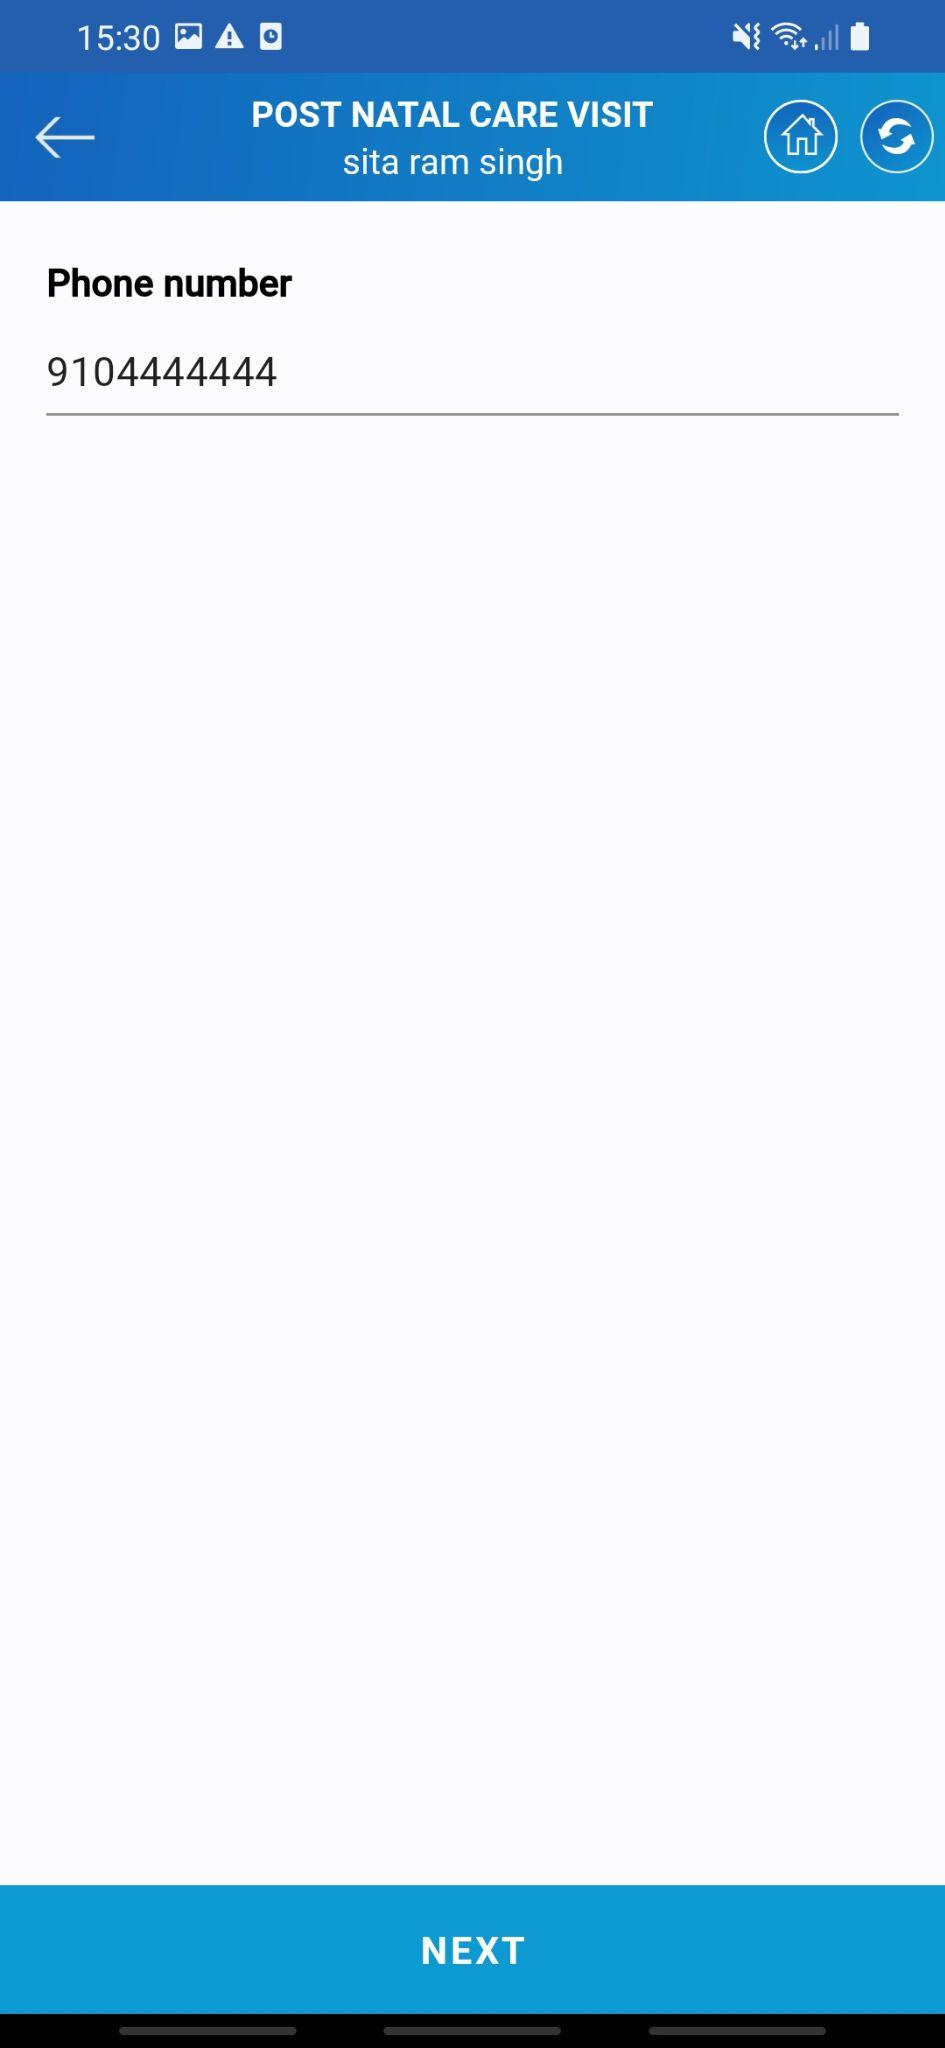 15:30
POST NATAL CARE VISIT
sita ram singh
Phone number
9104444444
NEXT